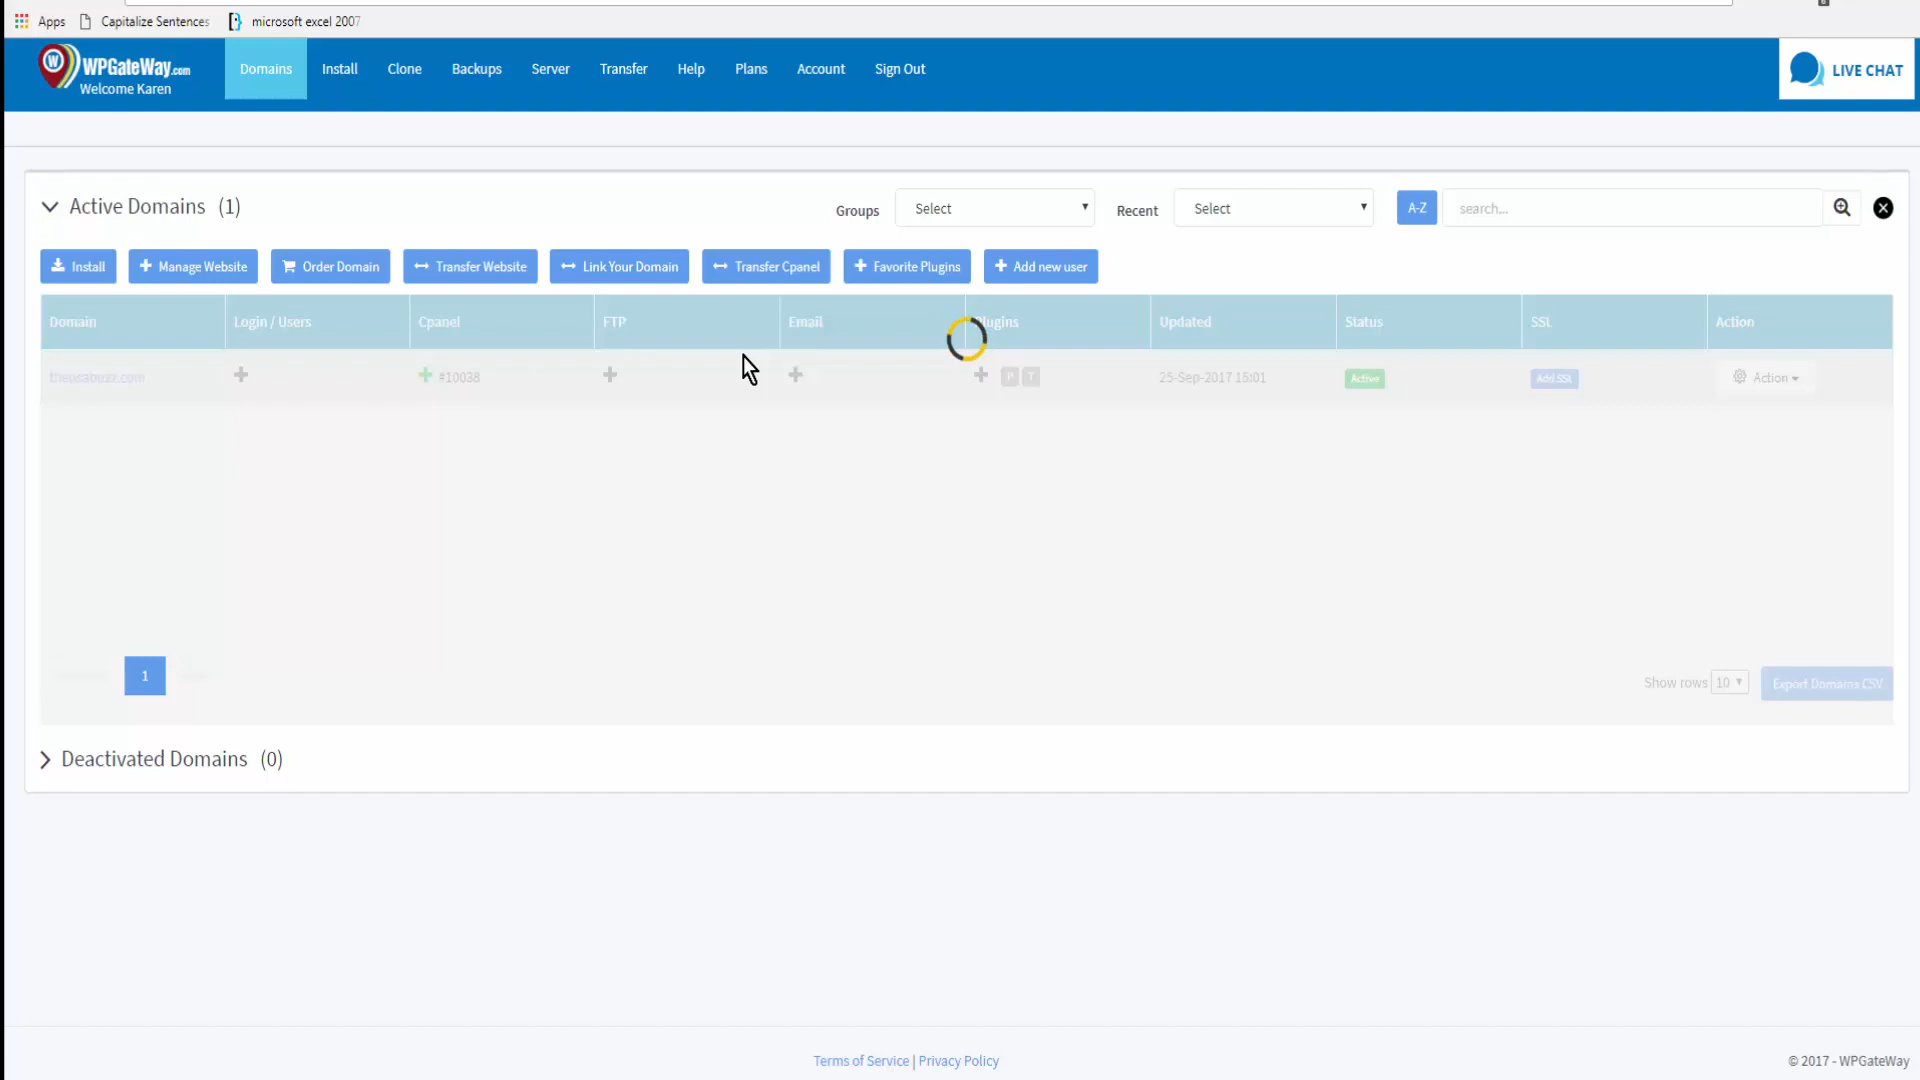 Apps Capitalize Sentences microsoft excel 2007
WPGateWay.com
Welcome Karen
Domains Install Clone Backups Server Transfer Help Plans Account Sign Out
LIVE CHAT
Active Domains (1)
Groups Select Recent Select A-Z search...
Install Manage Website Order Domain Transfer Website Link Your Domain Transfer Cpanel Favorite Plugins Add new user
Domain Login / Users Cpanel FTP Email Plugins Updated Status SSL Action
theusabuzz.com #10038 P T 25-Sep-2017 15:01 Active Add SSL Action
1
Show rows 10 Export Domains CSV
Deactivated Domains (0)
Terms of Service | Privacy Policy
© 2017 - WPGateWay